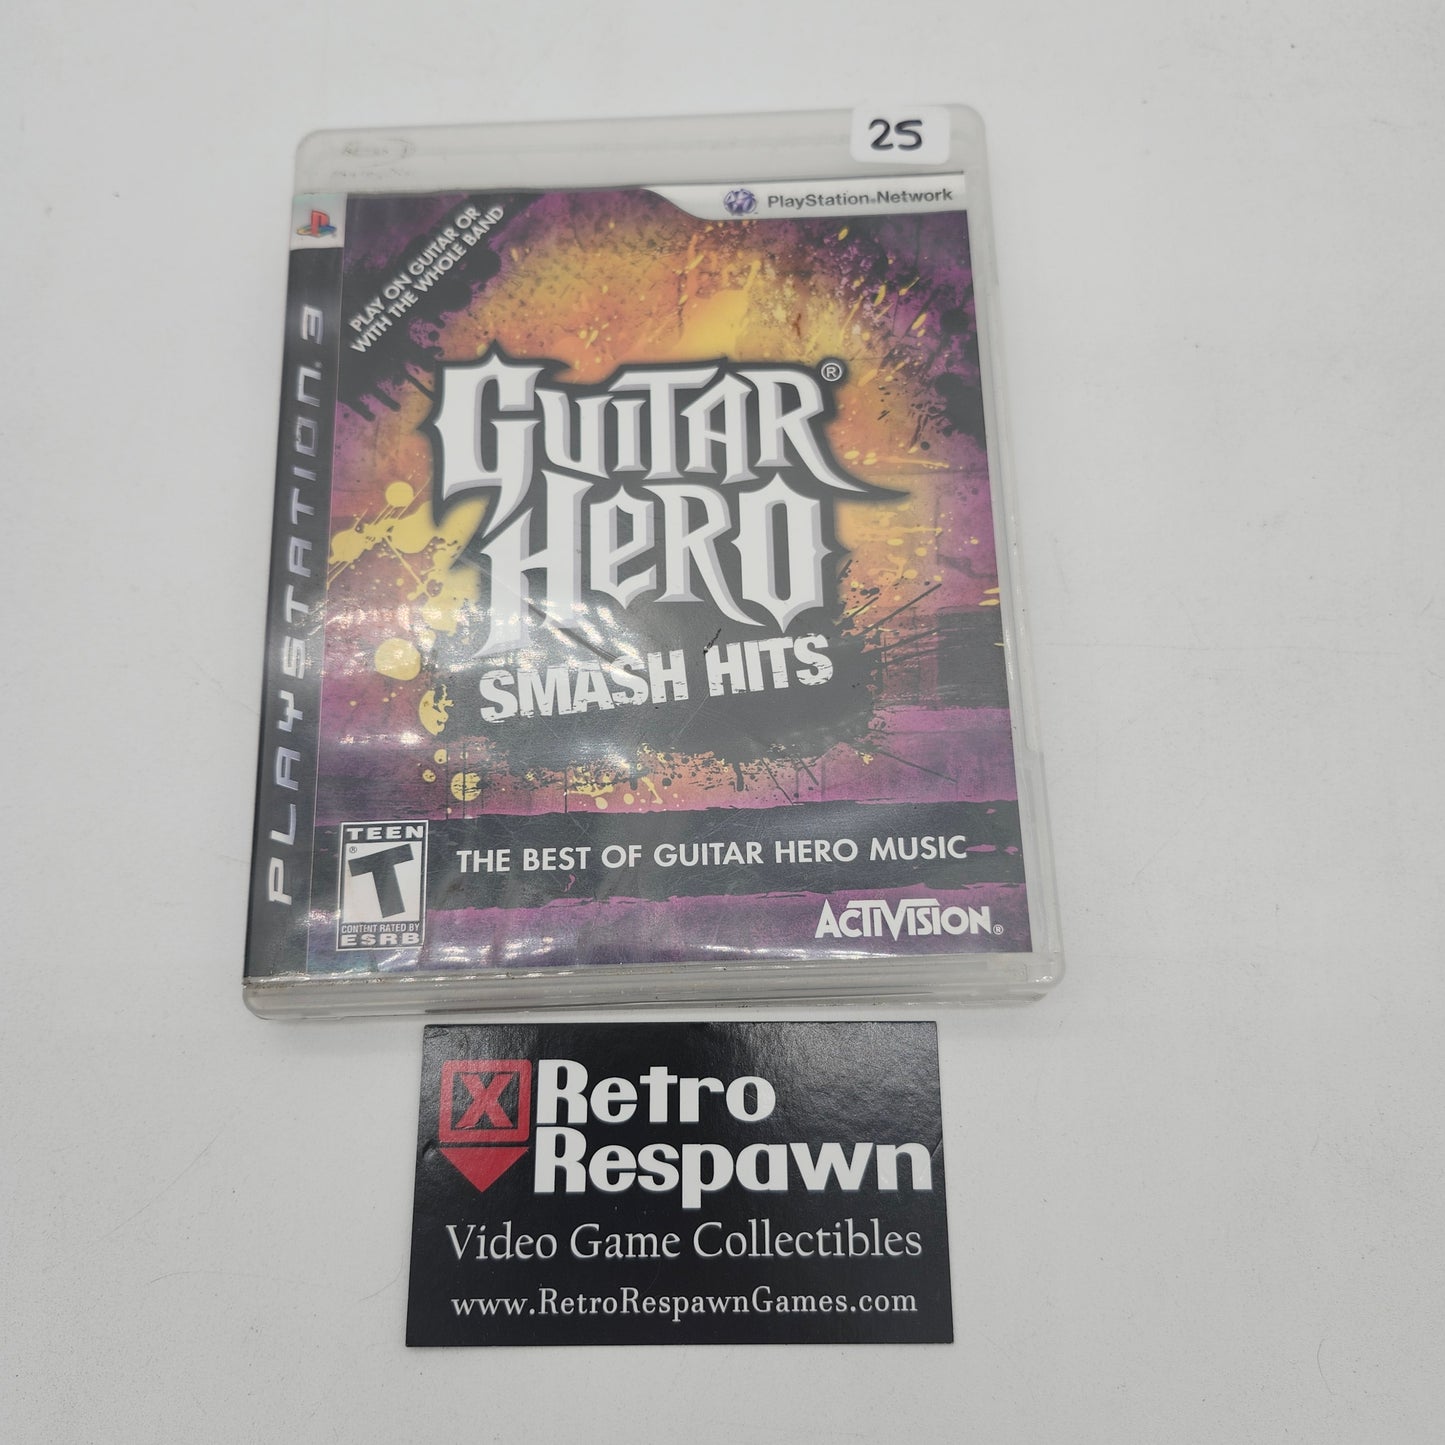 25
PlayStation®Network
PLAY ON GUITAR OR
WITH THE WHOLE BAND
PLAYSTATION®3
GUITAR®
HERO
SMASH HITS
THE BEST OF GUITAR HERO MUSIC
TEEN
T
®
CONTENT RATED BY
ESRB
ACTIVISION®
X
Retro
Respawn
Video Game Collectibles
www.RetroRespawnGames.com